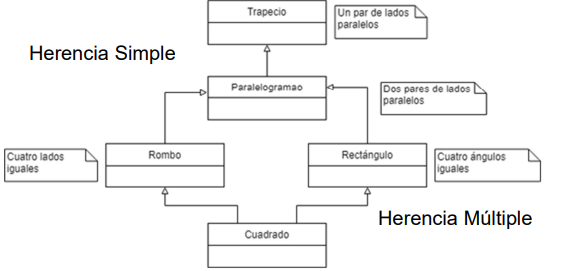 Trapecio
Un par de lados
paralelos
Herencia Simple
Paralelogramao
Dos pares de lados
paralelos
Cuatro lados
iguales
Rombo
Rectángulo
Cuatro ángulos
iguales
Herencia Múltiple
Cuadrado